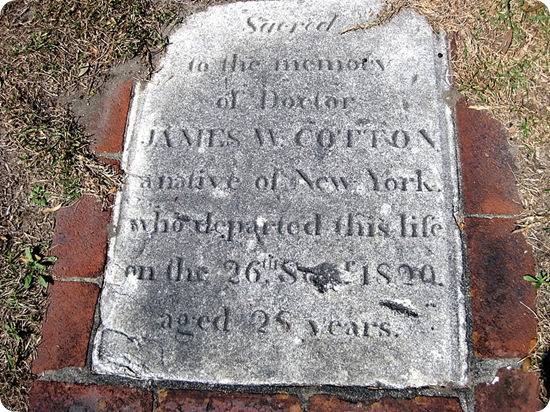 Sacred
to the memory
of Doctor
JAMES W. COTTON
a native of New York.
who departed this life
on the 26th. 1820.
aged years.